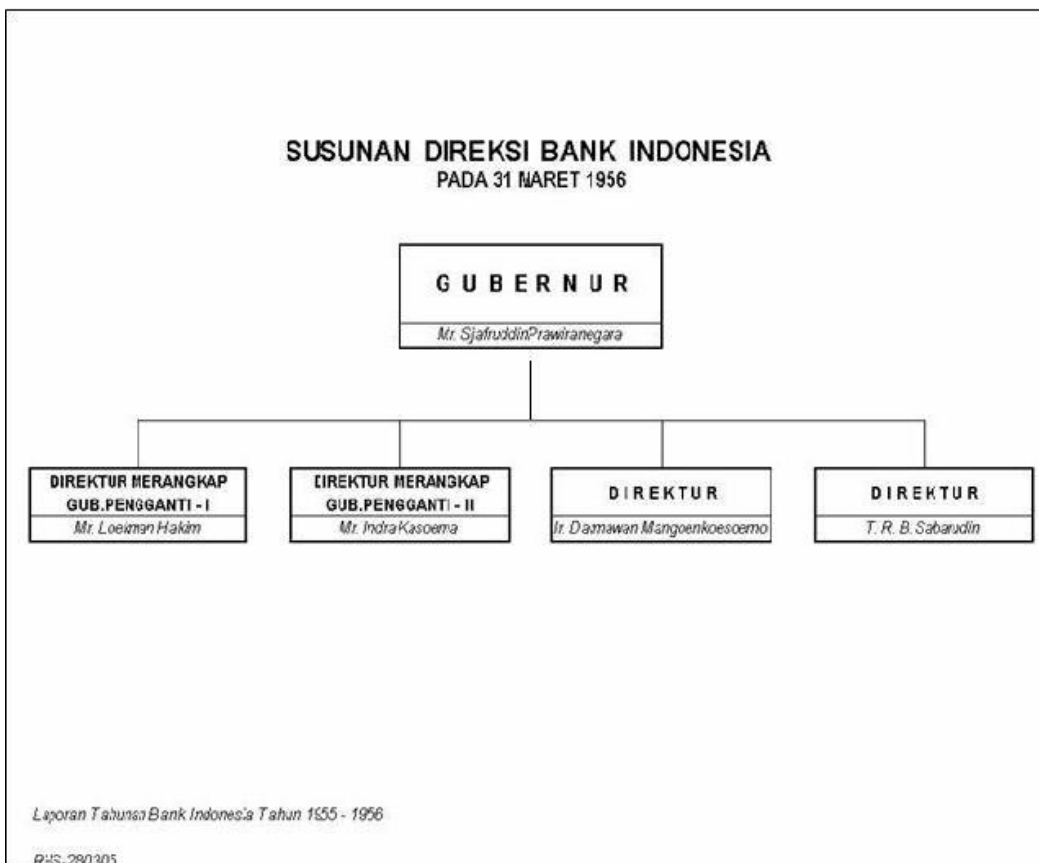 SUSUNAN DIREKSI BANK INDONESIA
PADA 31 MARET 1956
GUBERNUR
Mr. Sjafruddin Prawiranegara
DIREKTUR MERANGKAP
GUB.PENGGANTI - I
Mr. Loekman Hakim
DIREKTUR MERANGKAP
GUB.PENGGANTI - II
Mr. Indra Kasoema
DIREKTUR
Ir. Darmawan Mangoenkoesoemo
DIREKTUR
T. R. B. Sabarudin
Laporan Tahunan Bank Indonesia Tahun 1955 - 1956
-280305